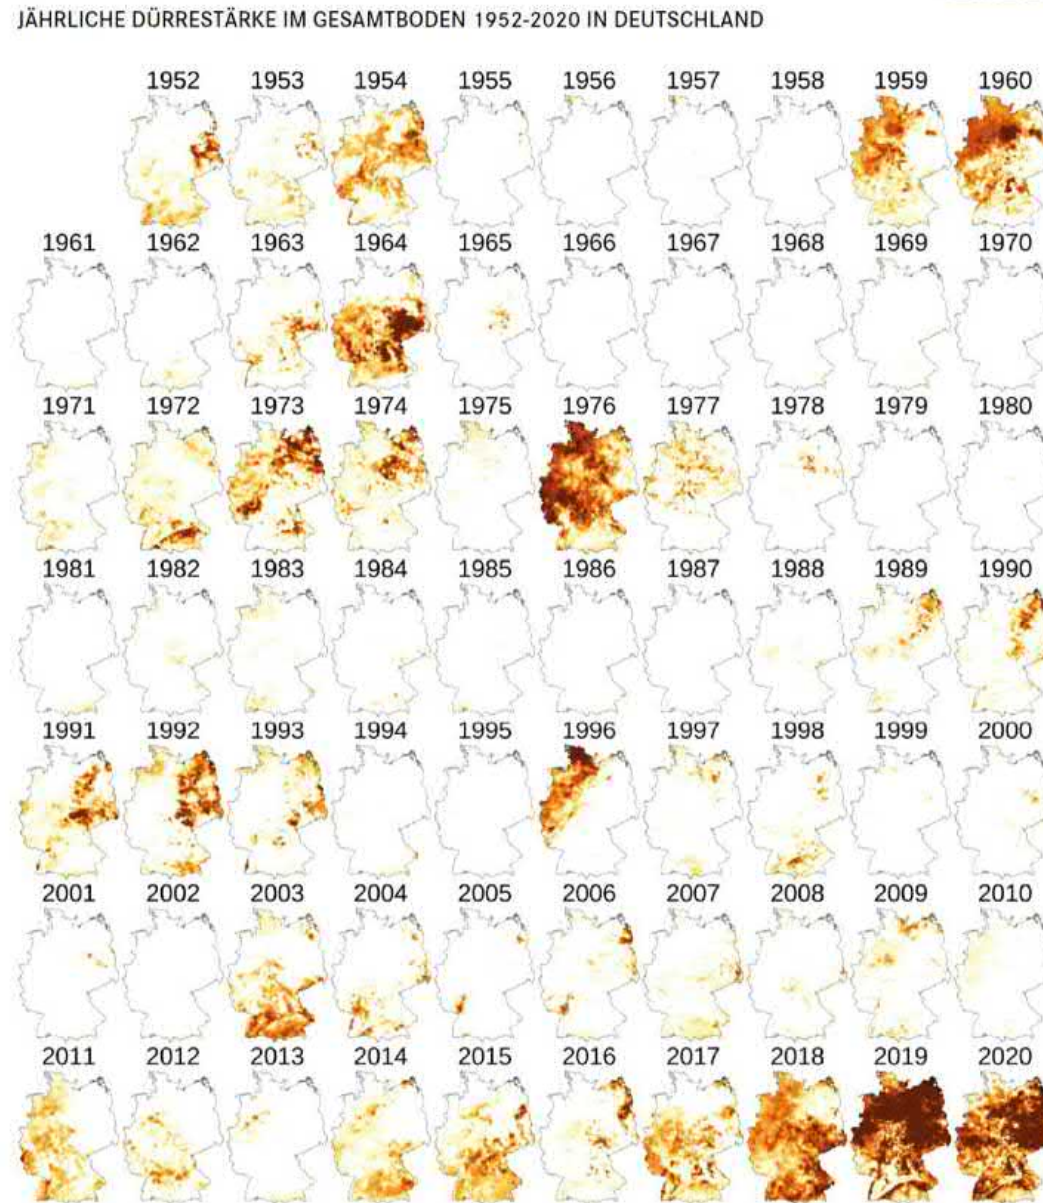 JÄHRLICHE DÜRRESTÄRKE IM GESAMTBODEN 1952-2020 IN DEUTSCHLAND
1952 1953 1954 1955 1956 1957 1958 1959 1960
1961 1962 1963 1964 1965 1966 1967 1968 1969 1970
1971 1972 1973 1974 1975 1976 1977 1978 1979 1980
1981 1982 1983 1984 1985 1986 1987 1988 1989 1990
1991 1992 1993 1994 1995 1996 1997 1998 1999 2000
2001 2002 2003 2004 2005 2006 2007 2008 2009 2010
2011 2012 2013 2014 2015 2016 2017 2018 2019 2020